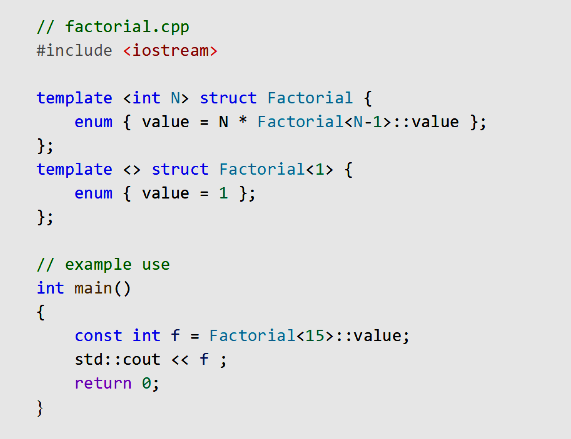 // factorial.cpp
#include <iostream>

template <int N> struct Factorial {
    enum { value = N * Factorial<N-1>::value };
};
template <> struct Factorial<1> {
    enum { value = 1 };
};

// example use
int main()
{
    const int f = Factorial<15>::value;
    std::cout << f ;
    return 0;
}